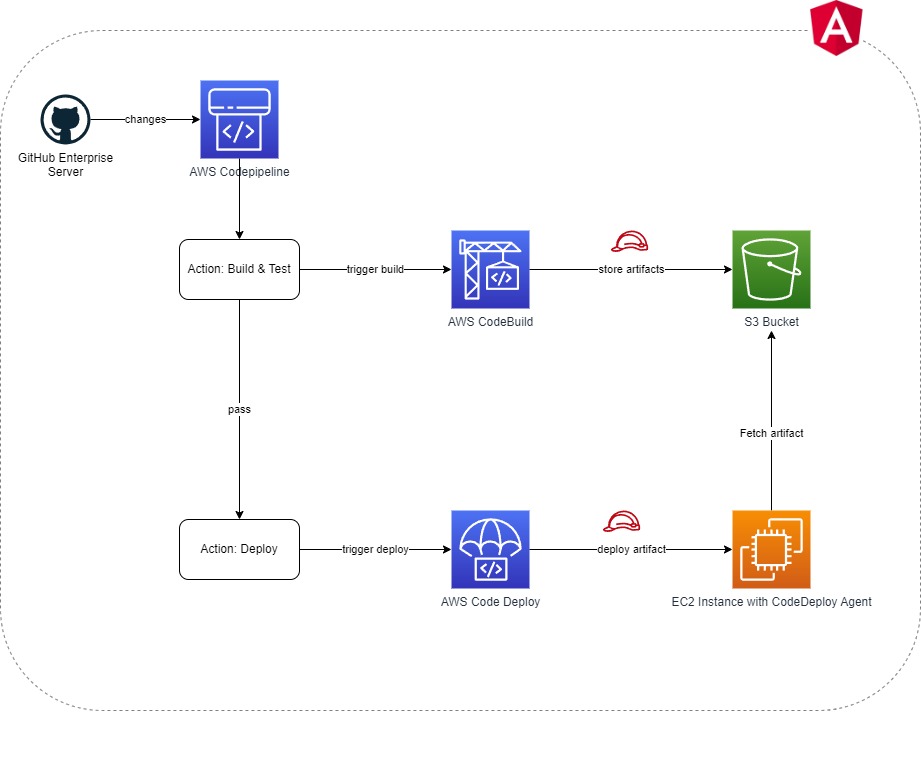 A
changes
GitHub Enterprise
Server
AWS Codepipeline
Action: Build & Test
trigger build
AWS CodeBuild
store artifacts
S3 Bucket
pass
Fetch artifact
Action: Deploy
trigger deploy
AWS Code Deploy
deploy artifact
EC2 Instance with CodeDeploy Agent